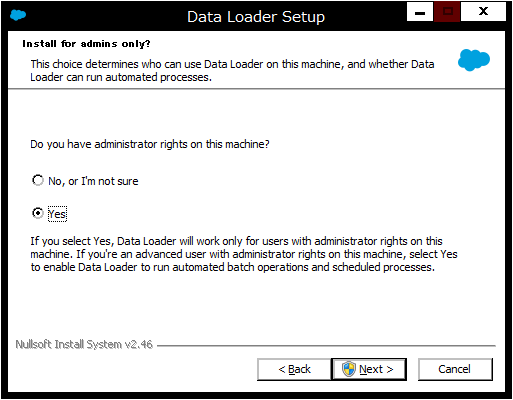 Data Loader Setup
Install for admins only?
This choice determines who can use Data Loader on this machine, and whether Data
Loader can run automated processes.
Do you have administrator rights on this machine?
No, or I'm not sure
Yes
If you select Yes, Data Loader will work only for users with administrator rights on this
machine. If you're an advanced user with administrator rights on this machine, select Yes
to enable Data Loader to run automated batch operations and scheduled processes.
Nullsoft Install System v2.46
< Back Next > Cancel